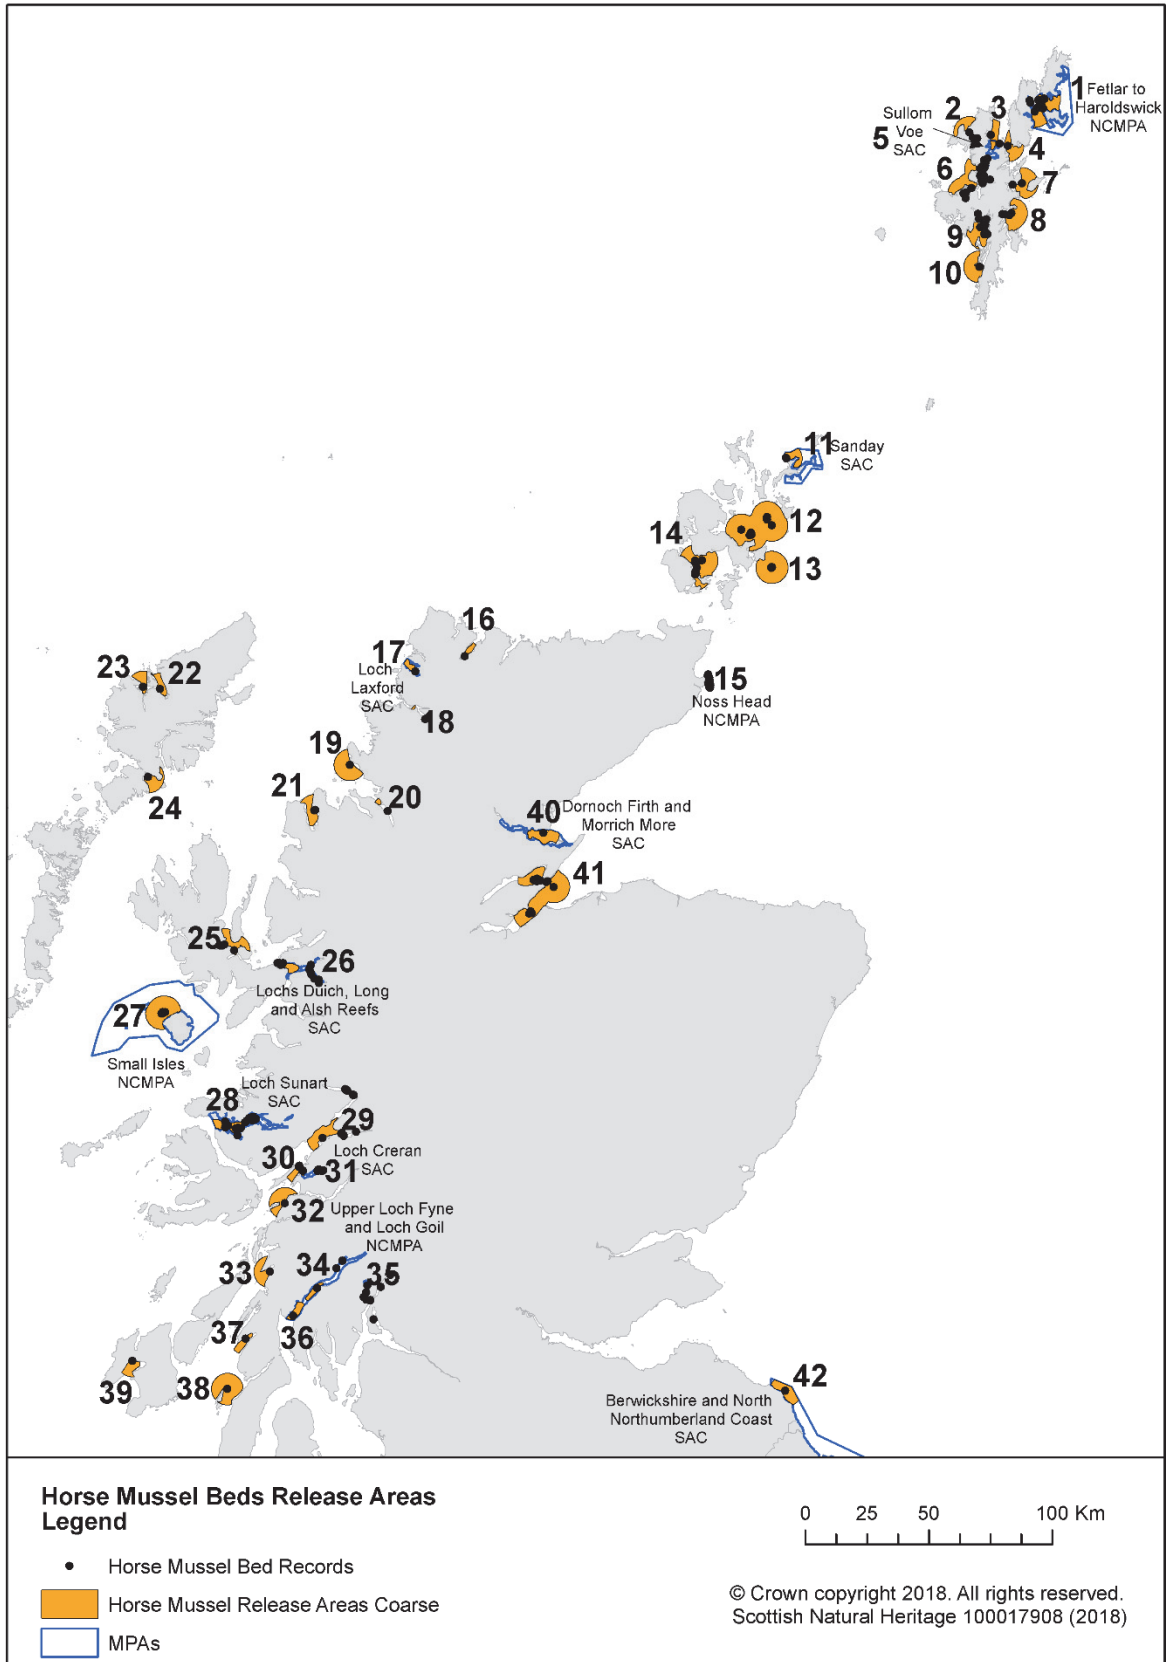 1
Fetlar to
Haroldswick
NCMPA
2
3
Sullom
Voe
SAC
5
4
6
7
8
9
10
11
Sanday
SAC
12
14
13
16
17
Loch
Laxford
SAC
15
Noss Head
NCMPA
23
22
18
19
24
21
20
40
Dornoch Firth and
Morrich More
SAC
41
25
26
Lochs Duich, Long
and Alsh Reefs
SAC
27
Small Isles
NCMPA
28
Loch Sunart
SAC
29
Loch Creran
SAC
30
31
32
Upper Loch Fyne
and Loch Goil
NCMPA
33
34
35
36
37
39
38
42
Berwickshire and North
Northumberland Coast
SAC
Horse Mussel Beds Release Areas
Legend
Horse Mussel Bed Records
Horse Mussel Release Areas Coarse
MPAs
0 25 50 100 Km
© Crown copyright 2018. All rights reserved.
Scottish Natural Heritage 100017908 (2018)